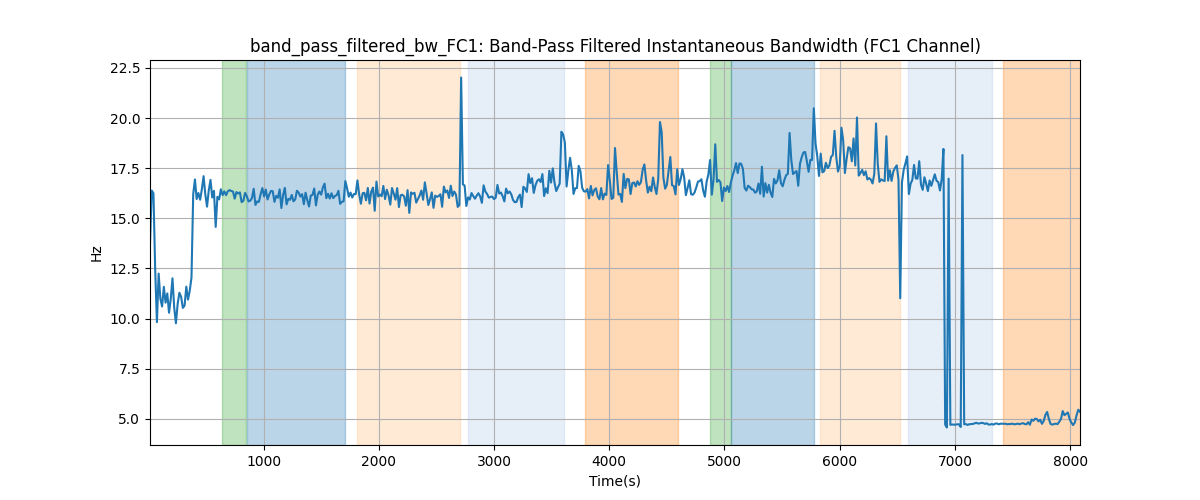 band_pass_filtered_bw_FC1: Band-Pass Filtered Instantaneous Bandwidth (FC1 Channel)
22.5
20.0
17.5
15.0
12.5
10.0
7.5
5.0
Hz
1000 2000 3000 4000 5000 6000 7000 8000
Time(s)